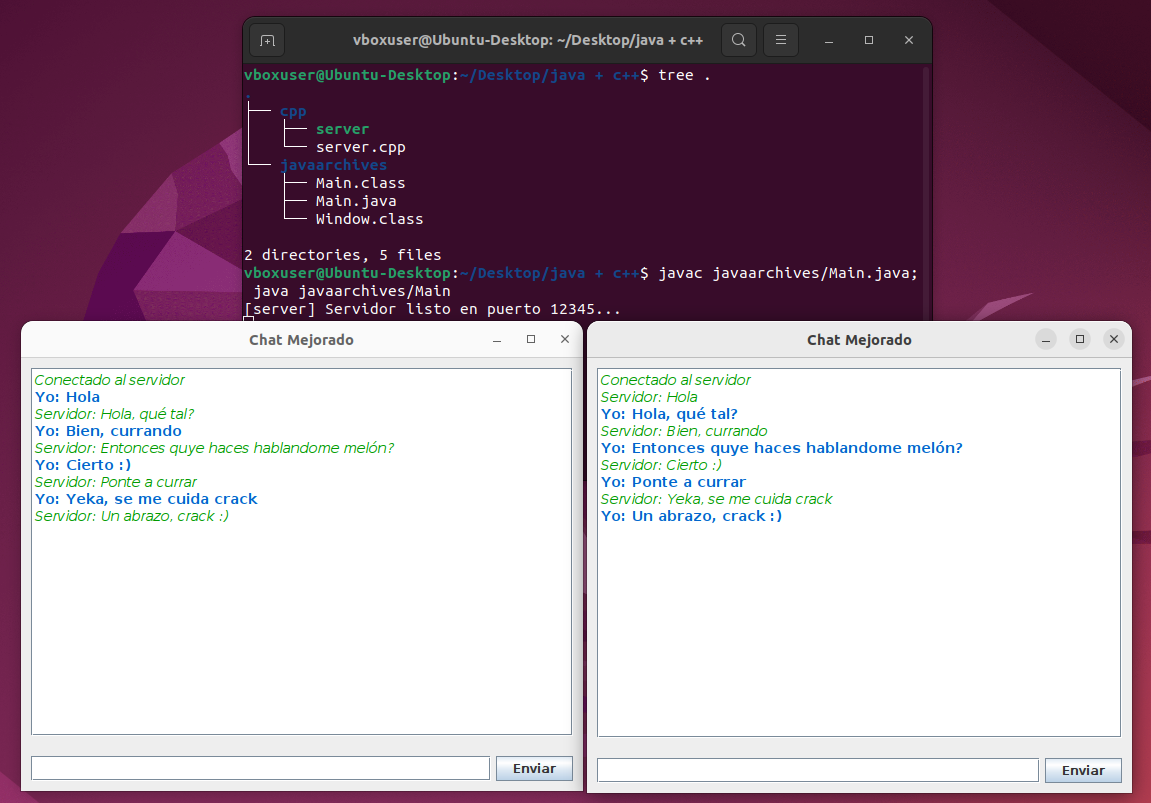 vboxuser@Ubuntu-Desktop: ~/Desktop/java + c++
vboxuser@Ubuntu-Desktop:~/Desktop/java + c++$ tree .
.
├── cpp
│   ├── server
│   └── server.cpp
└── javaarchives
    ├── Main.class
    ├── Main.java
    └── Window.class
2 directories, 5 files
vboxuser@Ubuntu-Desktop:~/Desktop/java + c++$ javac javaarchives/Main.java;
java javaarchives/Main
[server] Servidor listo en puerto 12345...
Chat Mejorado
Conectado al servidor
Yo: Hola
Servidor: Hola, qué tal?
Yo: Bien, currando
Servidor: Entonces quye haces hablandome melón?
Yo: Cierto :)
Servidor: Ponte a currar
Yo: Yeka, se me cuida crack
Servidor: Un abrazo, crack :)
Enviar
Chat Mejorado
Conectado al servidor
Servidor: Hola
Yo: Hola, qué tal?
Servidor: Bien, currando
Yo: Entonces quye haces hablandome melón?
Servidor: Cierto :)
Yo: Ponte a currar
Servidor: Yeka, se me cuida crack
Yo: Un abrazo, crack :)
Enviar